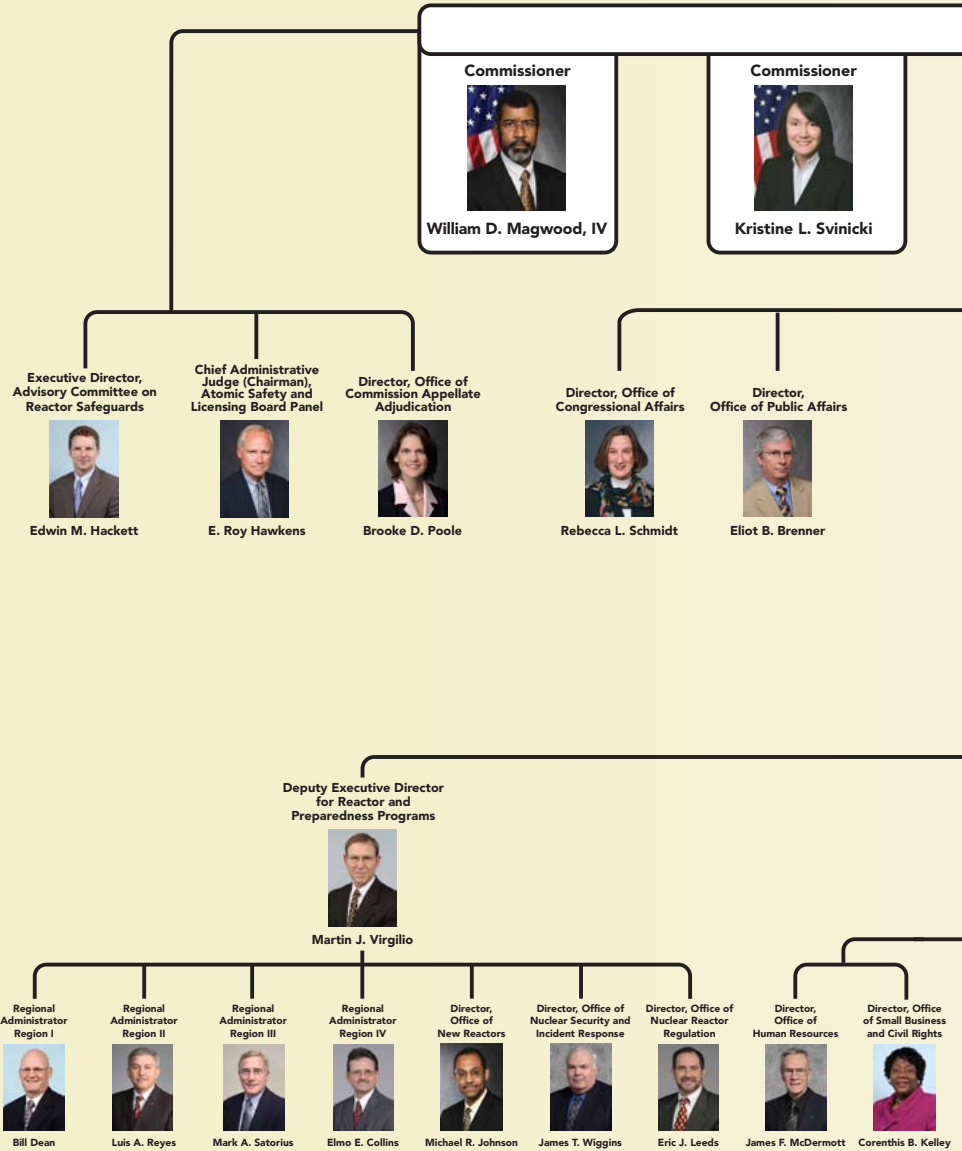 Commissioner
William D. Magwood, IV
Commissioner
Kristine L. Svinicki
Executive Director,
Advisory Committee on
Reactor Safeguards
Edwin M. Hackett
Chief Administrative
Judge (Chairman),
Atomic Safety and
Licensing Board Panel
E. Roy Hawkens
Director, Office of
Commission Appellate
Adjudication
Brooke D. Poole
Director, Office of
Congressional Affairs
Rebecca L. Schmidt
Director,
Office of Public Affairs
Eliot B. Brenner
Deputy Executive Director
for Reactor and
Preparedness Programs
Martin J. Virgilio
Regional
Administrator
Region I
Bill Dean
Regional
Administrator
Region II
Luis A. Reyes
Regional
Administrator
Region III
Mark A. Satorius
Regional
Administrator
Region IV
Elmo E. Collins
Director,
Office of
New Reactors
Michael R. Johnson
Director, Office of
Nuclear Security and
Incident Response
James T. Wiggins
Director, Office of
Nuclear Reactor
Regulation
Eric J. Leeds
Director,
Office of
Human Resources
James F. McDermott
Director, Office
of Small Business
and Civil Rights
Corenthis B. Kelley